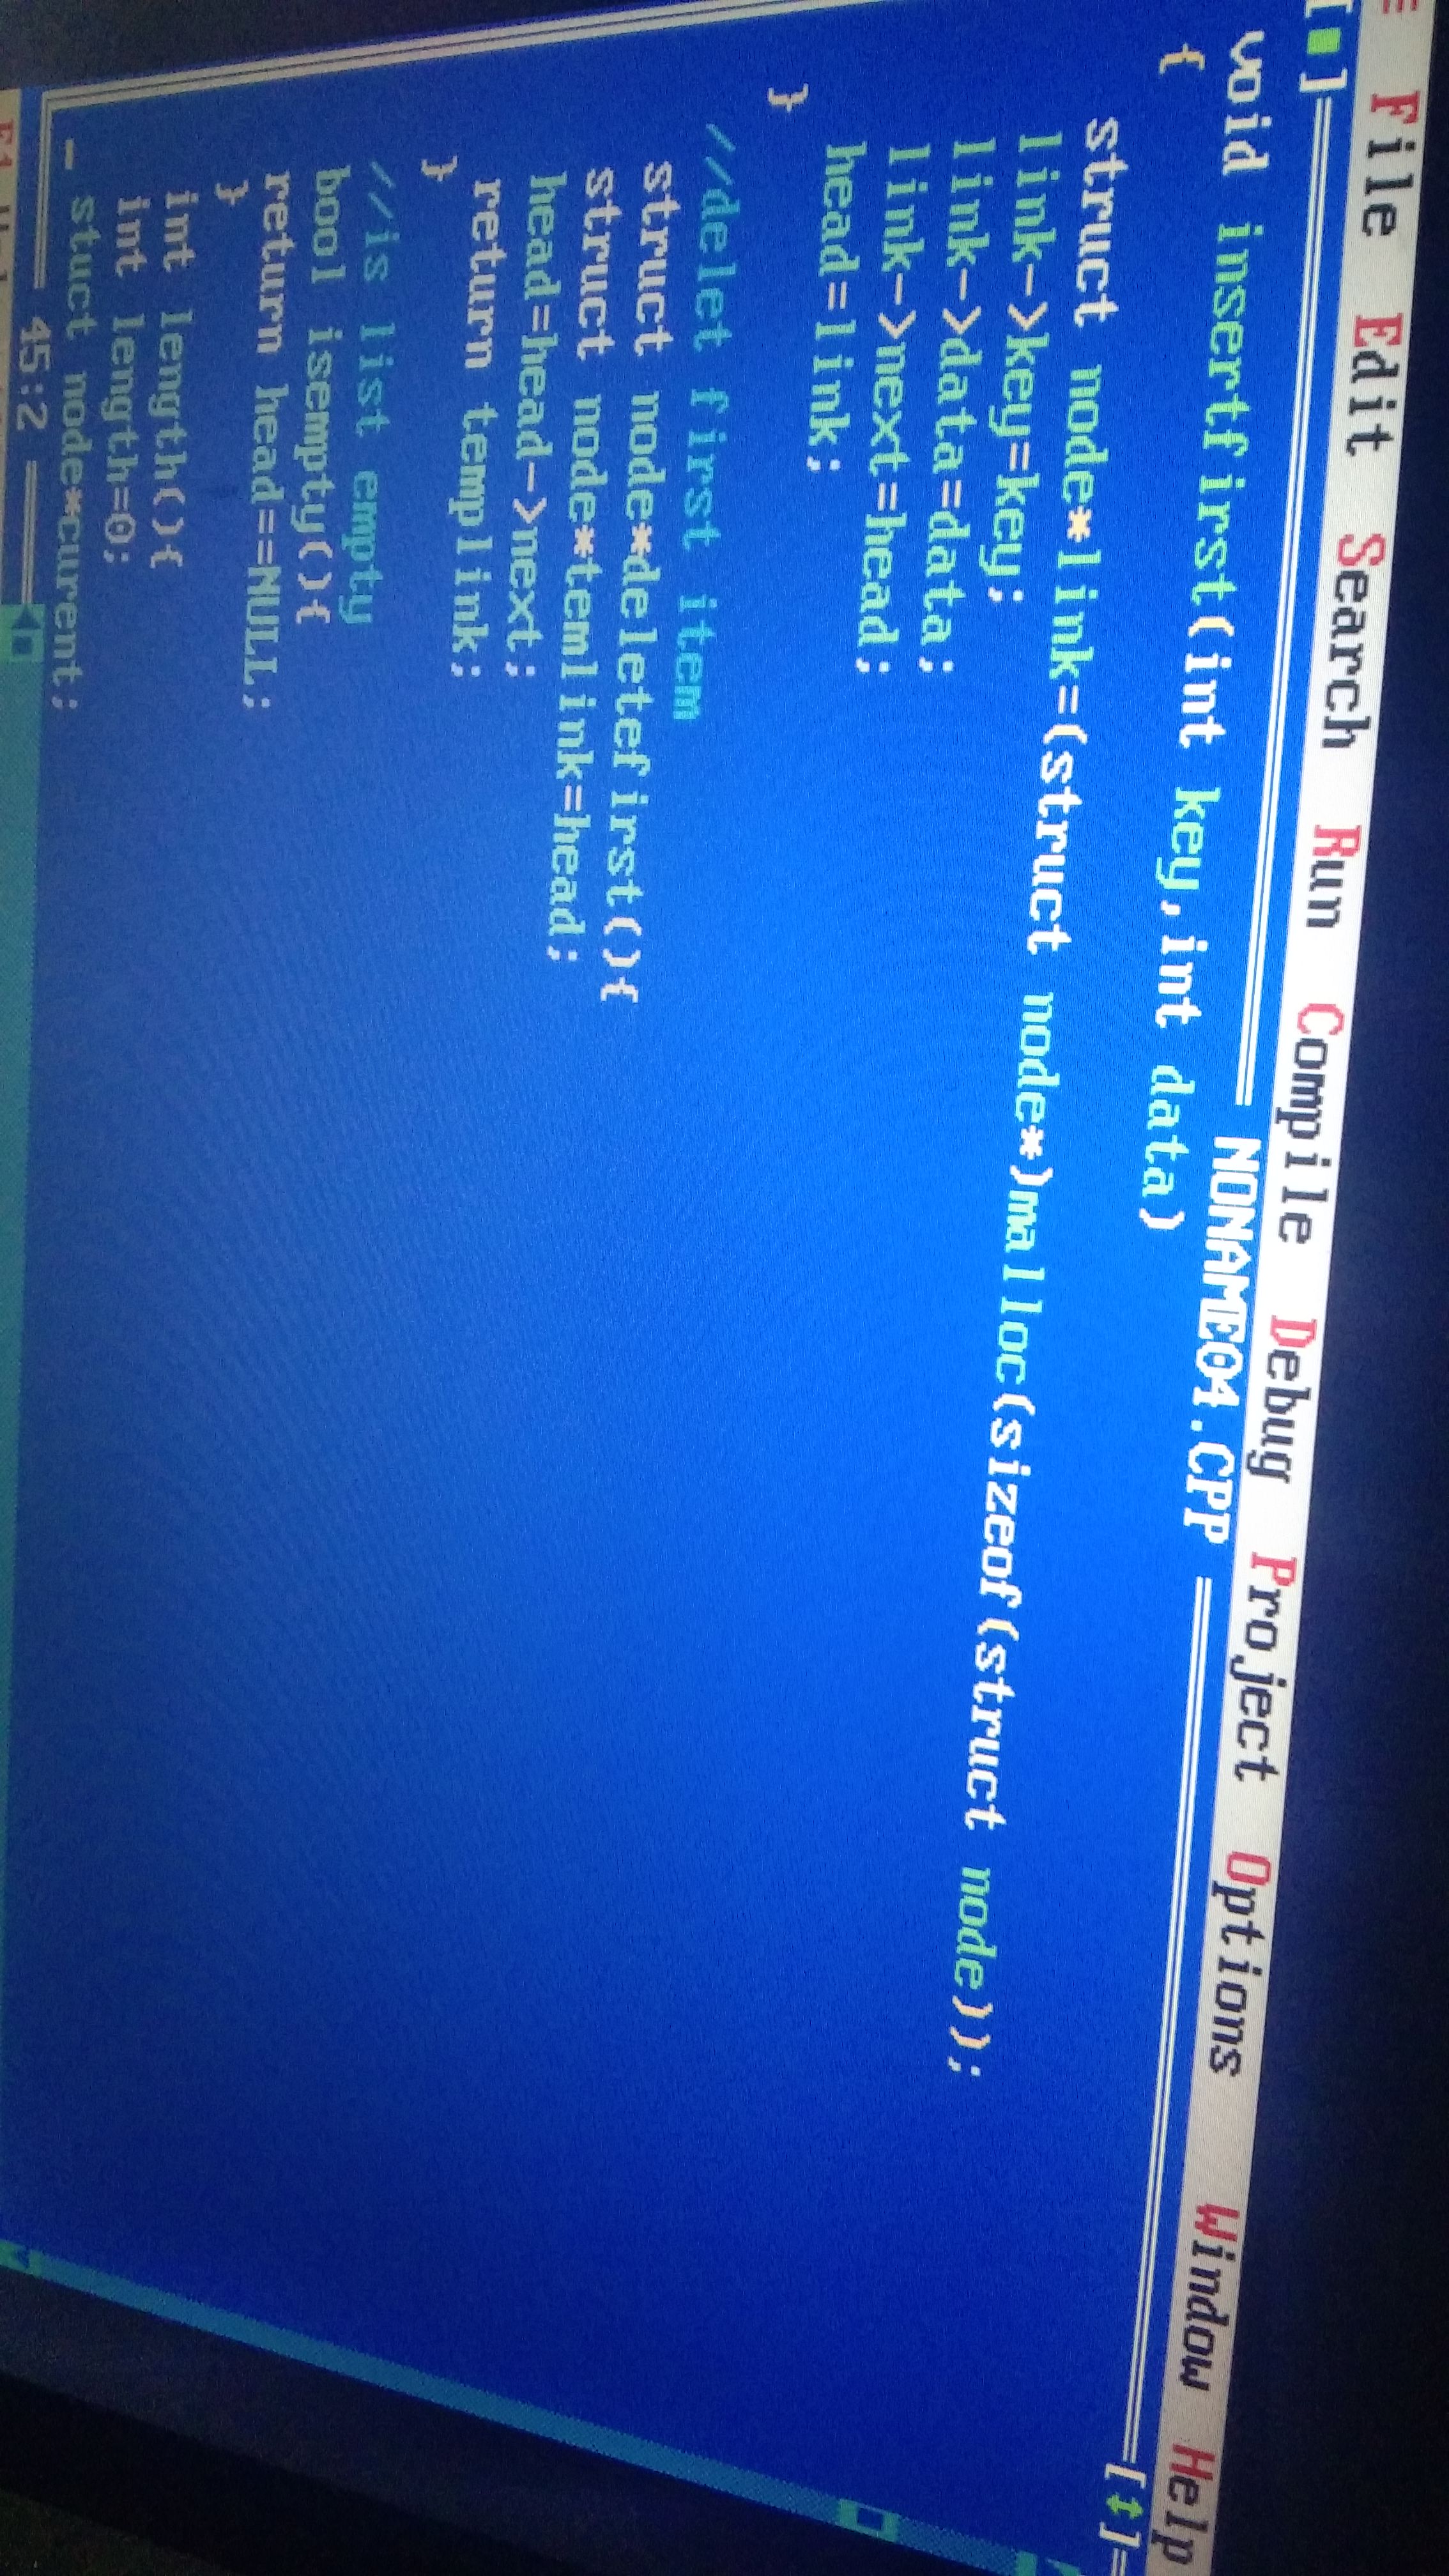 ≡ File Edit Search Run Compile Debug Project Options Window Help
[■] NONAME04.CPP [↕]
void insertfirst(int key,int data)
{
struct node*link=(struct node*)malloc(sizeof(struct node));
link->key=key;
link->data=data;
link->next=head;
head=link;
}
//delet first item
struct node*deletefirst(){
struct node*temlink=head;
head=head->next;
return templink;
}
//is list empty
bool isempty(){
return head==NULL;
}
int length(){
int length=0;
stuct node*curent;
45:2
F1